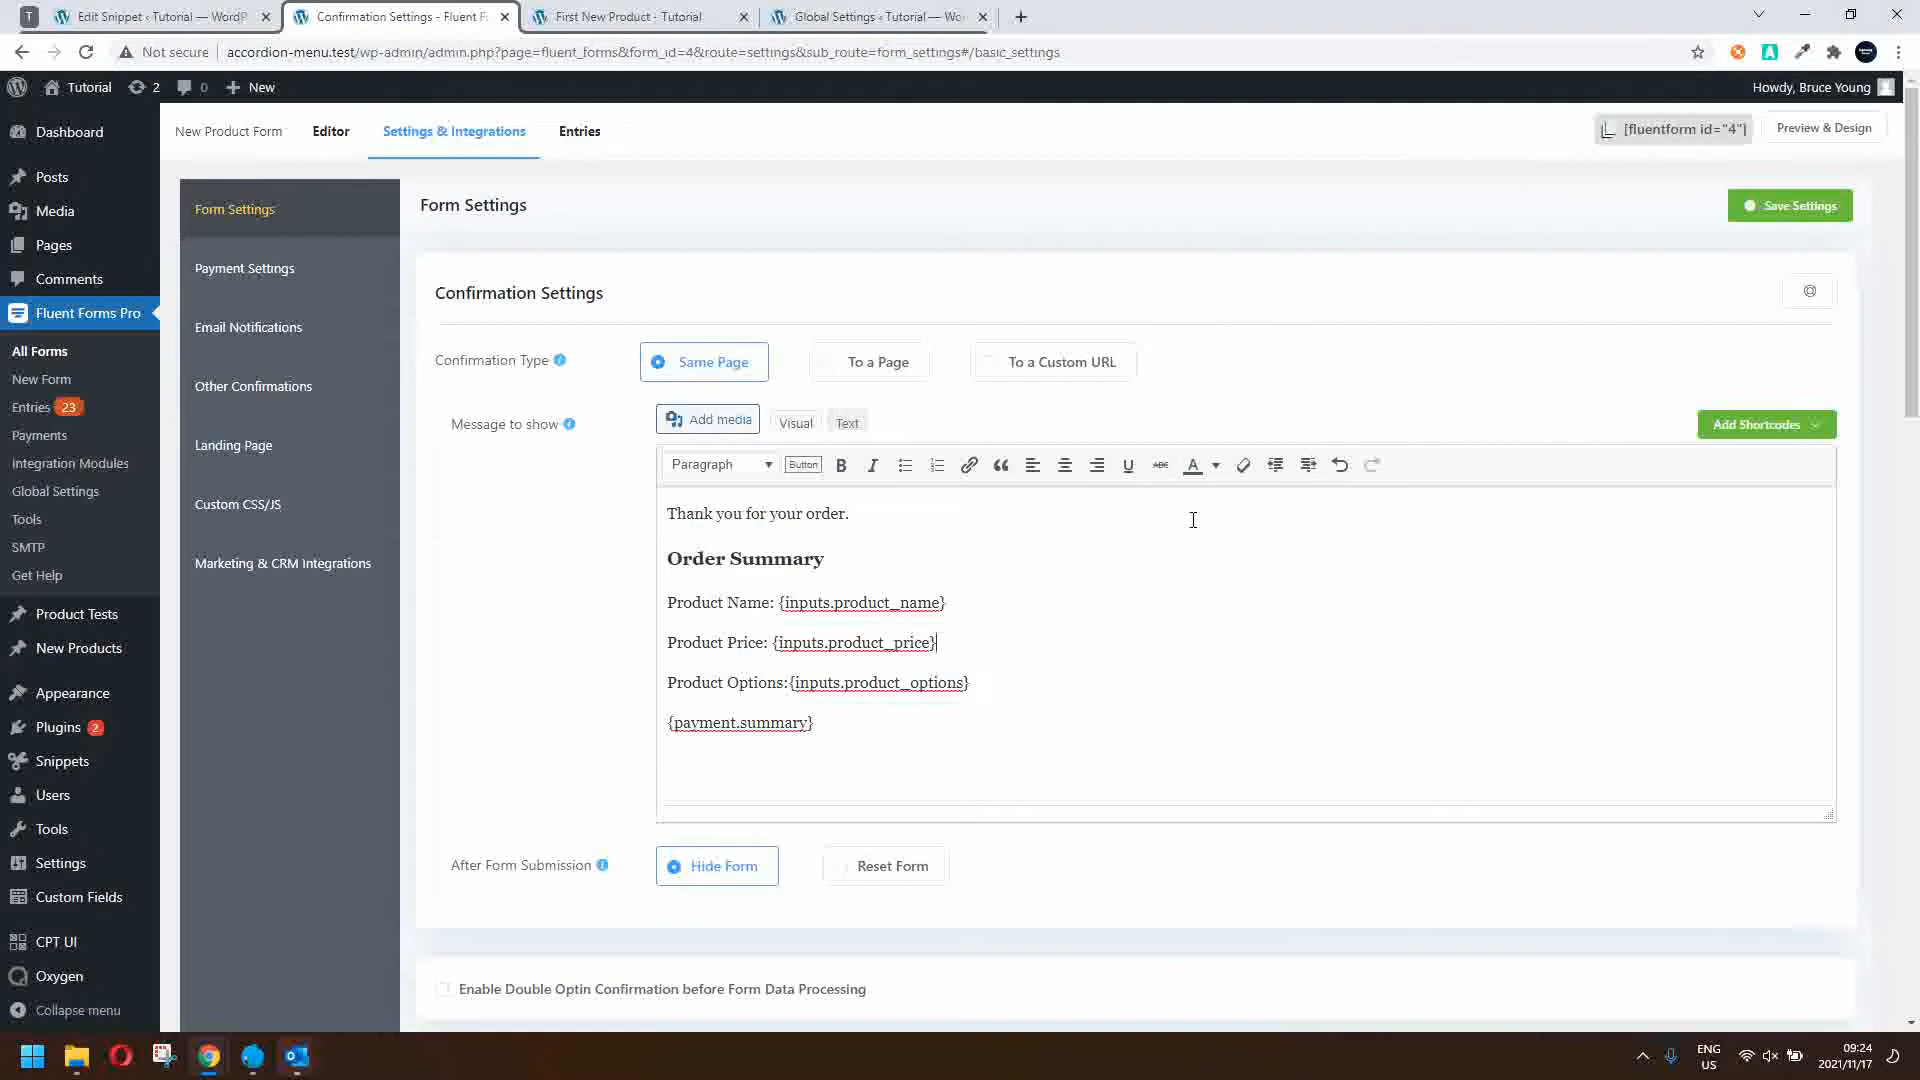 Edit Snippet ‹ Tutorial — WordP
Confirmation Settings - Fluent F
First New Product - Tutorial
Global Settings ‹ Tutorial — Wo
Not secure
accordion-menu.test/wp-admin/admin.php?page=fluent_forms&form_id=4&route=settings&sub_route=form_settings#/basic_settings
Tutorial
2
0
New
Howdy, Bruce Young
Dashboard
Posts
Media
Pages
Comments
Fluent Forms Pro
All Forms
New Form
Entries 23
Payments
Integration Modules
Global Settings
Tools
SMTP
Get Help
Product Tests
New Products
Appearance
Plugins 2
Snippets
Users
Tools
Settings
Custom Fields
CPT UI
Oxygen
Collapse menu
New Product Form
Editor
Settings & Integrations
Entries
[fluentform id="4"]
Preview & Design
Form Settings
Payment Settings
Email Notifications
Other Confirmations
Landing Page
Custom CSS/JS
Marketing & CRM Integrations
Form Settings
Save Settings
Confirmation Settings
Confirmation Type
Same Page
To a Page
To a Custom URL
Message to show
Add media
Visual
Text
Add Shortcodes
Paragraph
Button
B
I
U
ABC
A
Thank you for your order.
Order Summary
Product Name: {inputs.product_name}
Product Price: {inputs.product_price}
Product Options:{inputs.product_options}
{payment.summary}
After Form Submission
Hide Form
Reset Form
Enable Double Optin Confirmation before Form Data Processing
ENG
US
09:24
2021/11/17